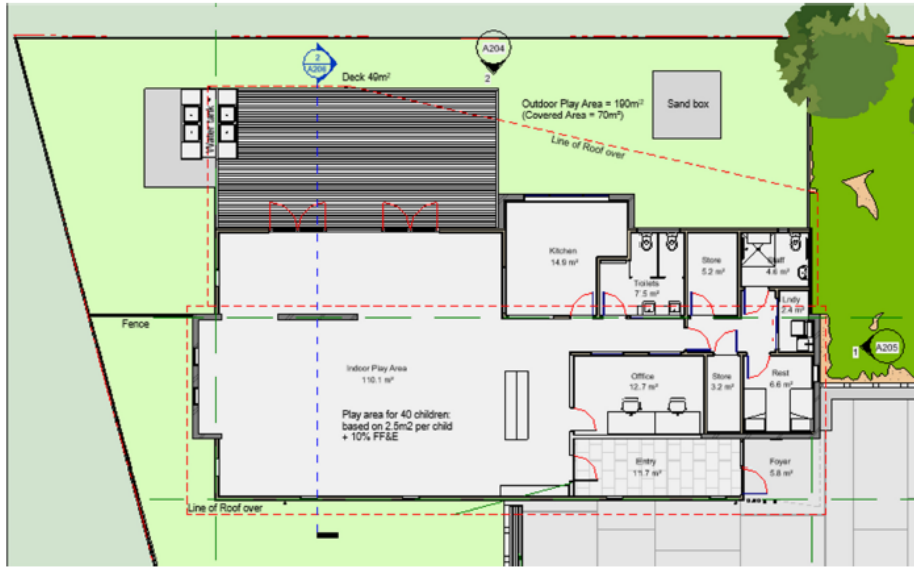 2
A206
Deck 49m²
A204
2
Outdoor Play Area = 190m²
(Covered Area = 70m²)
Sand box
Line of Roof over
Water tank
Kitchen
14.9 m²
Toilets
7.5 m²
Store
5.2 m²
Staff
4.6 m²
Lndy
2.4 m²
Fence
1
A205
Indoor Play Area
110.1 m²
Office
12.7 m²
Store
3.2 m²
Rest
6.6 m²
Play area for 40 children:
based on 2.5m2 per child
+ 10% FF&E
Entry
11.7 m²
Foyer
5.8 m²
Line of Roof over